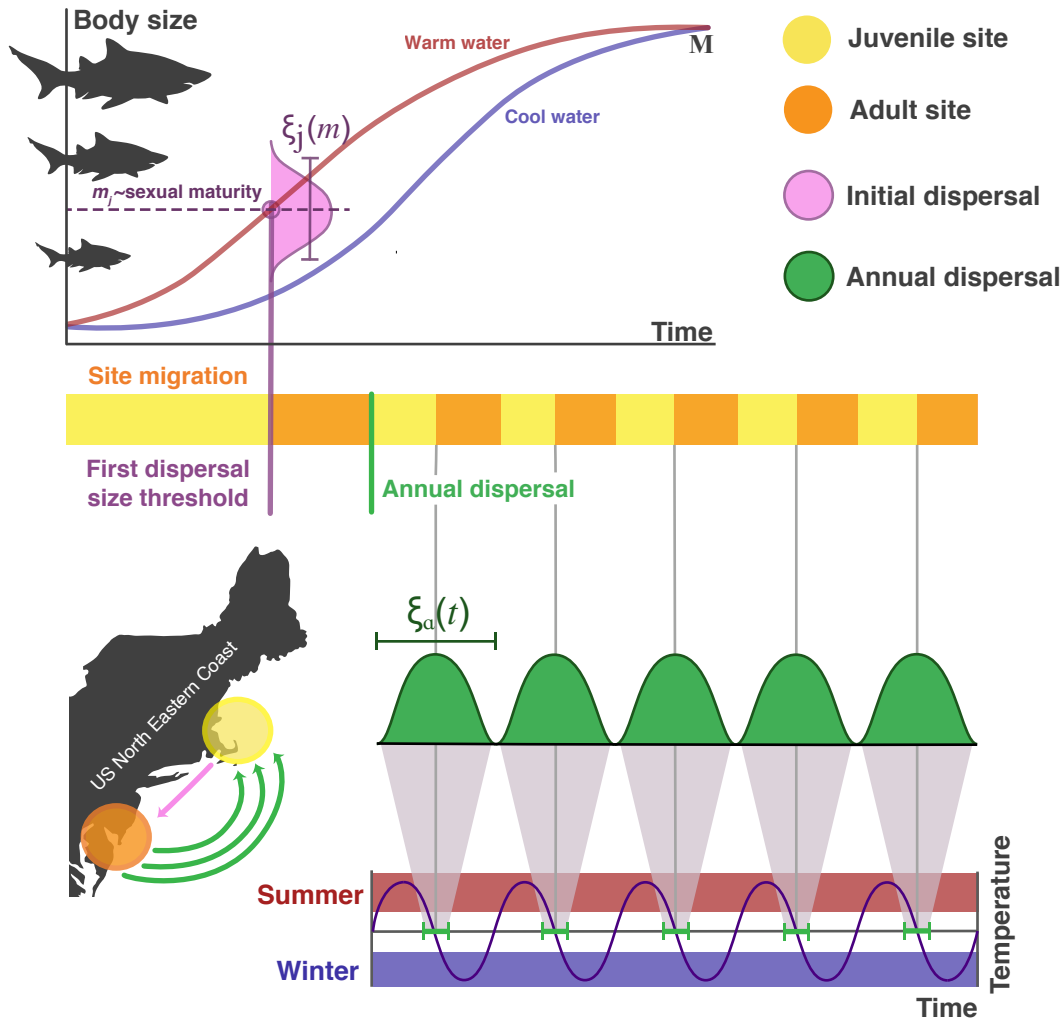 Body size
Warm water
M
Cool water
ξj(m)
mj~sexual maturity
Time
Juvenile site
Adult site
Initial dispersal
Annual dispersal
Site migration
First dispersal
size threshold
Annual dispersal
ξa(t)
US North Eastern Coast
Summer
Winter
Temperature
Time